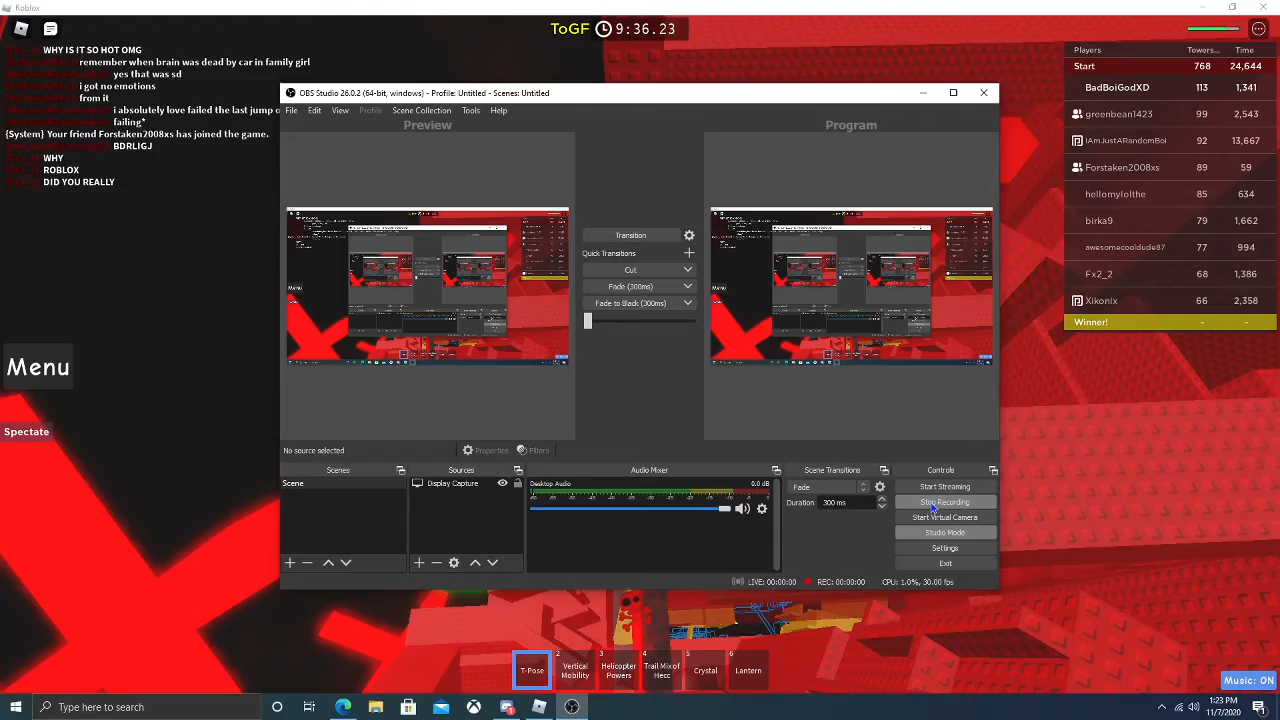 Roblox
ToGF 9:36.23
WHY IS IT SO HOT OMG
remember when brain was dead by car in family girl
yes that was sd
i got no emotions
from it
i absolutely love failed the last jump o
failing*
{System} Your friend Forstaken2008xs has joined the game.
BDRLIGJ
WHY
ROBLOX
DID YOU REALLY
Menu
Spectate
Players Towers... Time
Start 768 24,644
BadBoiGodXD 113 1,341
greenbean1423 99 2,543
iAmJustARandomBoi 92 13,667
Forstaken2008xs 89 59
hellomylolthe 85 634
birka9 79 1,662
awesomecooldude87 77 994
Fx2_2 68 1,386
Xikonix 66 2,358
Winner! - -
OBS Studio 26.0.2 (64-bit, windows) - Profile: Untitled - Scenes: Untitled
File Edit View Profile Scene Collection Tools Help
Preview
Program
Transition
Quick Transitions
Cut
Fade (300ms)
Fade to Black (300ms)
No source selected
Properties
Filters
Scenes
Scene
Sources
Display Capture
Audio Mixer
Desktop Audio 0.0 dB
Scene Transitions
Fade
Duration 300 ms
Controls
Start Streaming
Stop Recording
Start Virtual Camera
Studio Mode
Settings
Exit
LIVE: 00:00:00 REC: 00:00:00 CPU: 1.0%, 30.00 fps
T-Pose
2 Vertical Mobility
3 Helicopter Powers
4 Trail Mix of Hecc
5 Crystal
6 Lantern
Music: ON
Type here to search
1:23 PM
11/7/2020